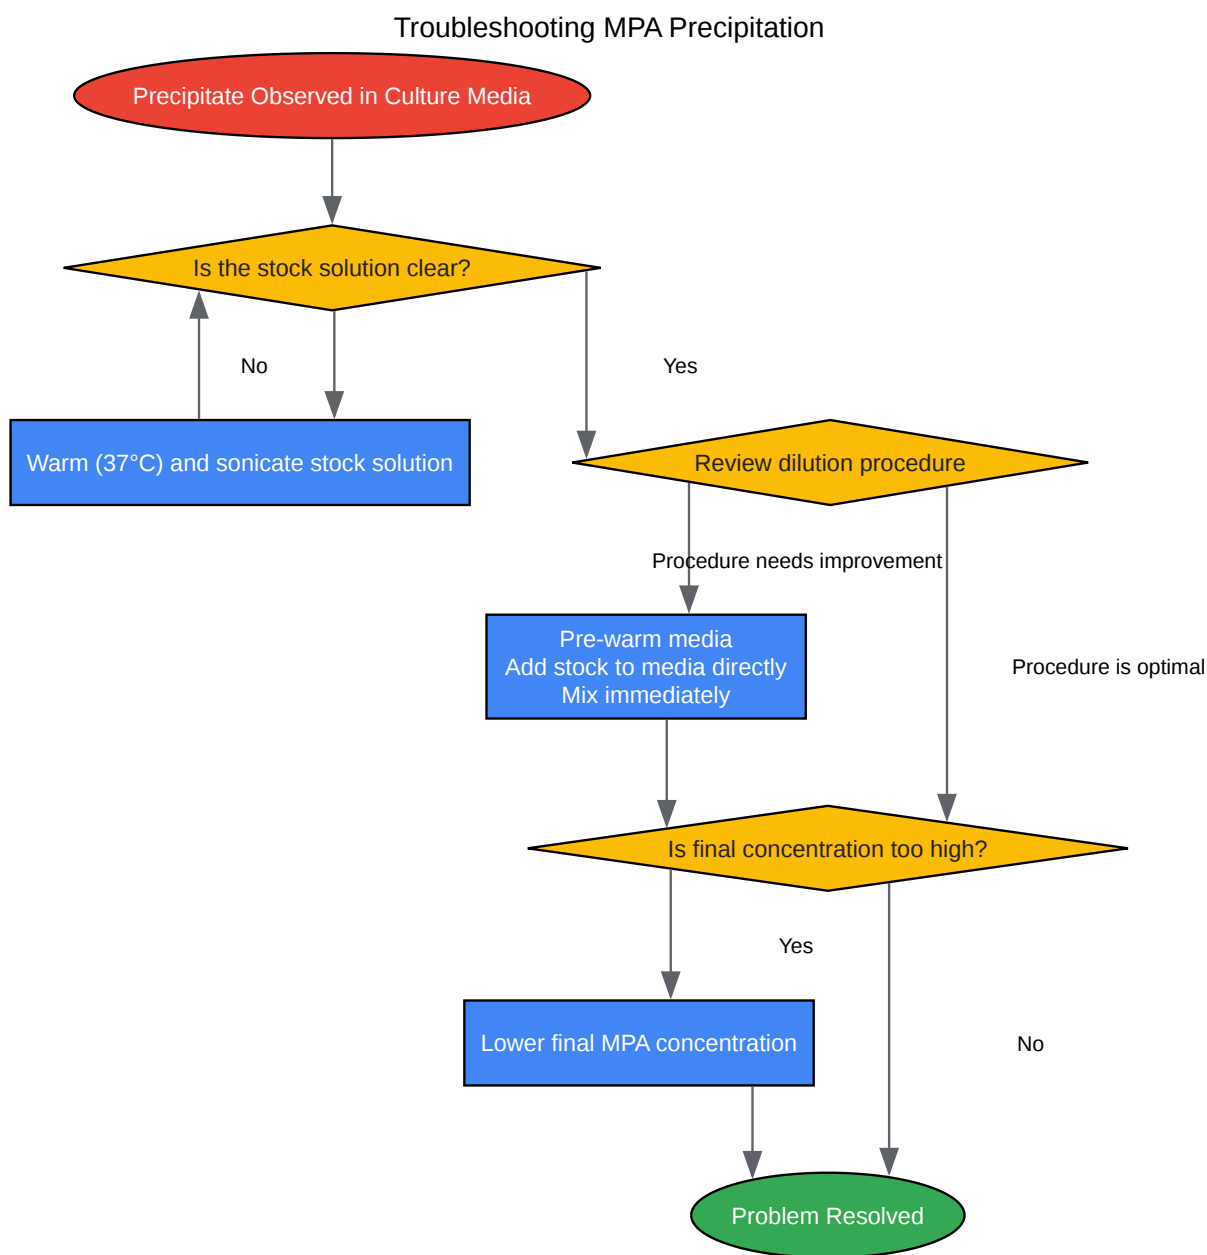 Troubleshooting MPA Precipitation
Precipitate Observed in Culture Media
Is the stock solution clear?
No
Yes
Warm (37°C) and sonicate stock solution
Review dilution procedure
Procedure needs improvement
Pre-warm media
Add stock to media directly
Mix immediately
Procedure is optimal
Is final concentration too high?
Yes
Lower final MPA concentration
No
Problem Resolved